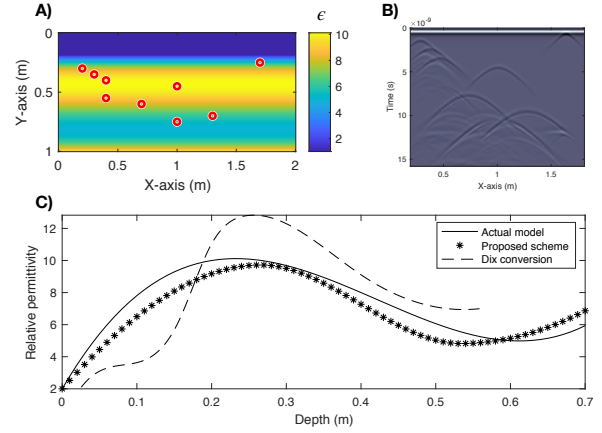 A)
ϵ
B)
×10⁻⁹
0
0.5
1
Y-axis (m)
0
0.5
1
1.5
2
X-axis (m)
10
8
6
4
2
0
5
10
15
Time (s)
0.5
1
1.5
X-axis (m)
C)
12
10
8
6
4
2
Relative permittivity
0
0.1
0.2
0.3
0.4
0.5
0.6
0.7
Depth (m)
Actual model
Proposed scheme
Dix conversion